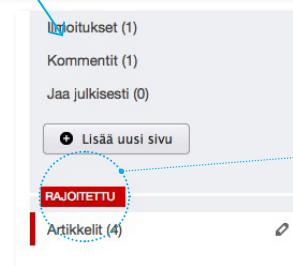 Ilmoitukset (1)
Kommentit (1)
Jaa julkisesti (0)
Lisää uusi sivu
RAJOITETTU
Artikkelit (4)